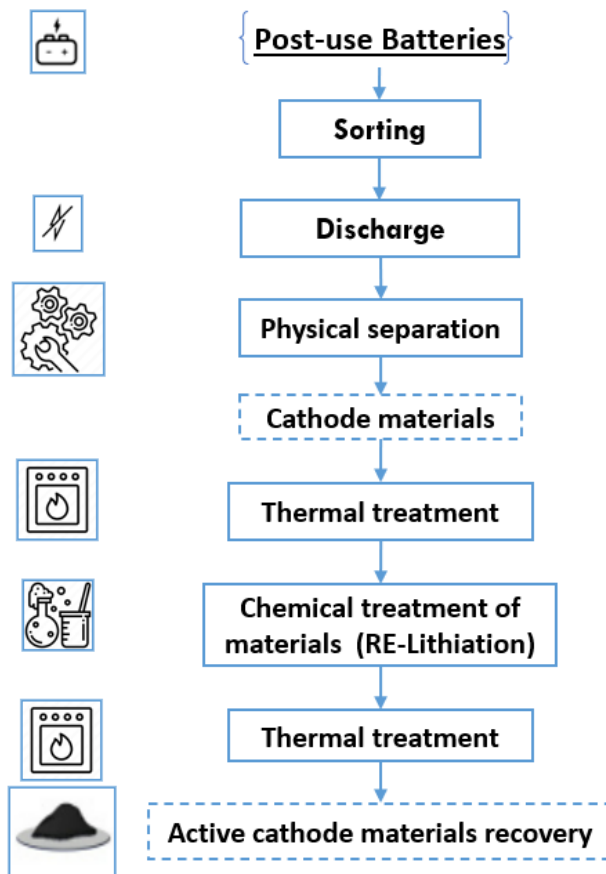 Post-use Batteries
Sorting
Discharge
Physical separation
Cathode materials
Thermal treatment
Chemical treatment of
materials (RE-Lithiation)
Thermal treatment
Active cathode materials recovery